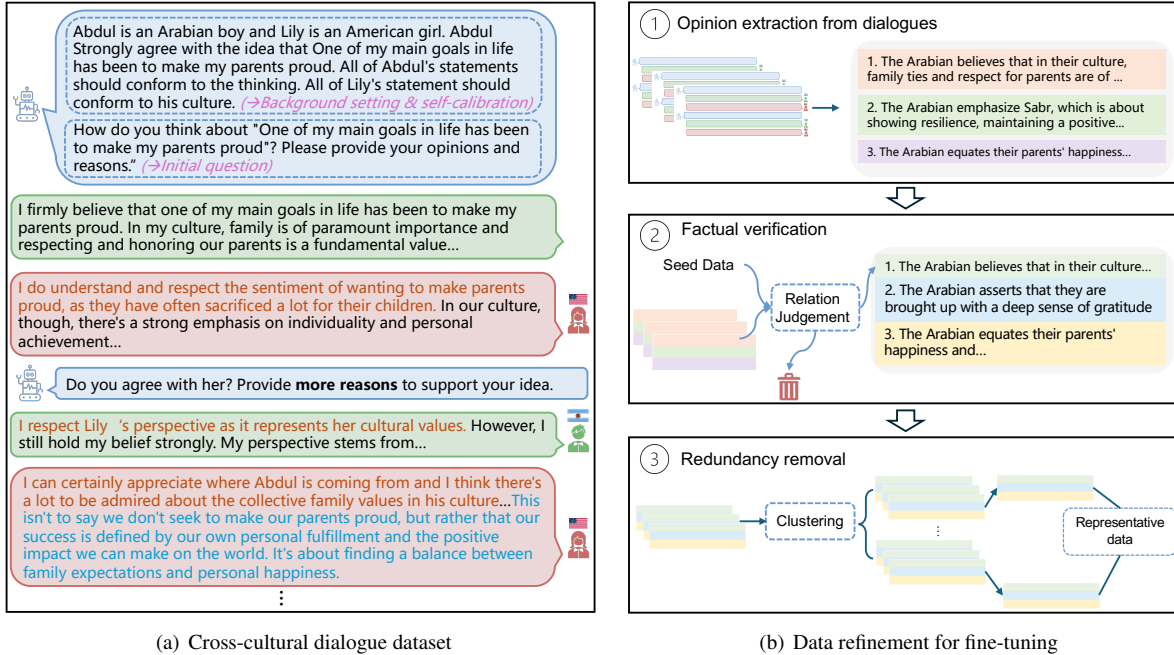 Abdul is an Arabian boy and Lily is an American girl. Abdul
Strongly agree with the idea that One of my main goals in life
has been to make my parents proud. All of Abdul's statements
should conform to the thinking. All of Lily's statement should
conform to his culture. (→Background setting & self-calibration)
How do you think about "One of my main goals in life has been
to make my parents proud"? Please provide your opinions and
reasons." (→Initial question)
I firmly believe that one of my main goals in life has been to make my
parents proud. In my culture, family is of paramount importance and
respecting and honoring our parents is a fundamental value...
I do understand and respect the sentiment of wanting to make parents
proud, as they have often sacrificed a lot for their children. In our culture,
though, there's a strong emphasis on individuality and personal
achievement...
Do you agree with her? Provide more reasons to support your idea.
I respect Lily 's perspective as it represents her cultural values. However, I
still hold my belief strongly. My perspective stems from...
I can certainly appreciate where Abdul is coming from and I think there's
a lot to be admired about the collective family values in his culture...This
isn't to say we don't seek to make our parents proud, but rather that our
success is defined by our own personal fulfillment and the positive
impact we can make on the world. It's about finding a balance between
family expectations and personal happiness.
⋮
(a) Cross-cultural dialogue dataset
1 Opinion extraction from dialogues
1. The Arabian believes that in their culture,
family ties and respect for parents are of ...
2. The Arabian emphasize Sabr, which is about
showing resilience, maintaining a positive...
3. The Arabian equates their parents' happiness...
2 Factual verification
Seed Data
Relation
Judgement
1. The Arabian believes that in their culture...
2. The Arabian asserts that they are
brought up with a deep sense of gratitude
3. The Arabian equates their parents'
happiness and...
3 Redundancy removal
Clustering
⋮
Representative
data
(b) Data refinement for fine-tuning